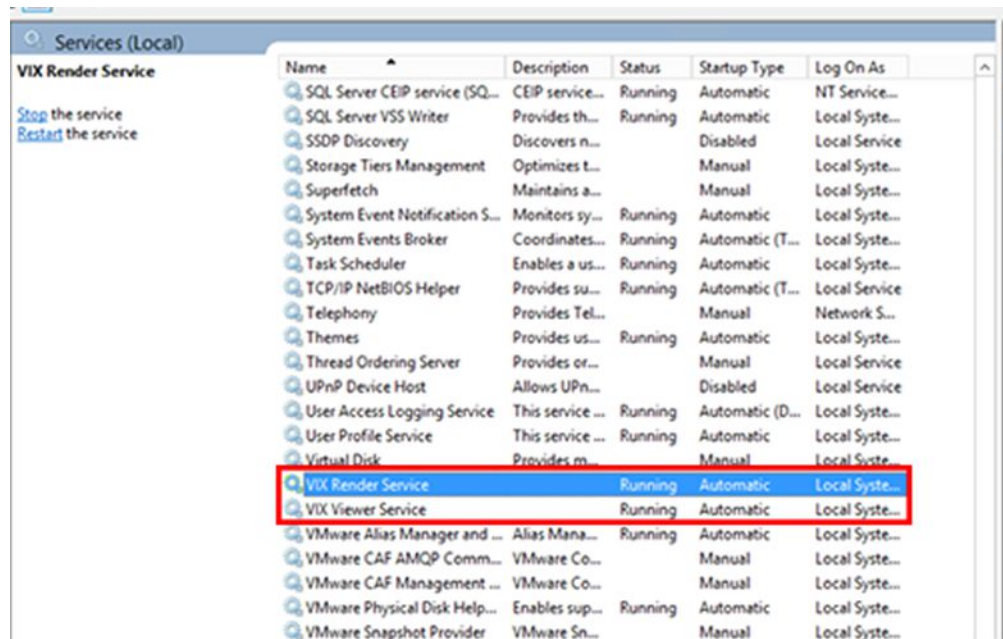 Services (Local)
VIX Render Service
Stop the service
Restart the service
Name Description Status Startup Type Log On As
SQL Server CEIP service (SQ... CEIP service... Running Automatic NT Service...
SQL Server VSS Writer Provides th... Running Automatic Local Syste...
SSDP Discovery Discovers n... Disabled Local Service
Storage Tiers Management Optimizes t... Manual Local Syste...
Superfetch Maintains a... Manual Local Syste...
System Event Notification S... Monitors sy... Running Automatic Local Syste...
System Events Broker Coordinates... Running Automatic (T... Local Syste...
Task Scheduler Enables a us... Running Automatic Local Syste...
TCP/IP NetBIOS Helper Provides su... Running Automatic (T... Local Service
Telephony Provides Tel... Manual Network S...
Themes Provides us... Running Automatic Local Syste...
Thread Ordering Server Provides or... Manual Local Service
UPnP Device Host Allows UPn... Disabled Local Service
User Access Logging Service This service ... Running Automatic (D... Local Syste...
User Profile Service This service ... Running Automatic Local Syste...
Virtual Disk Provides m... Manual Local Syste...
VIX Render Service Running Automatic Local Syste...
VIX Viewer Service Running Automatic Local Syste...
VMware Alias Manager and ... Alias Mana... Running Automatic Local Syste...
VMware CAF AMQP Comm... VMware Co... Manual Local Syste...
VMware CAF Management ... VMware Co... Manual Local Syste...
VMware Physical Disk Help... Enables sup... Running Automatic Local Syste...
VMware Snapshot Provider VMware Sn... Manual Local Syste...